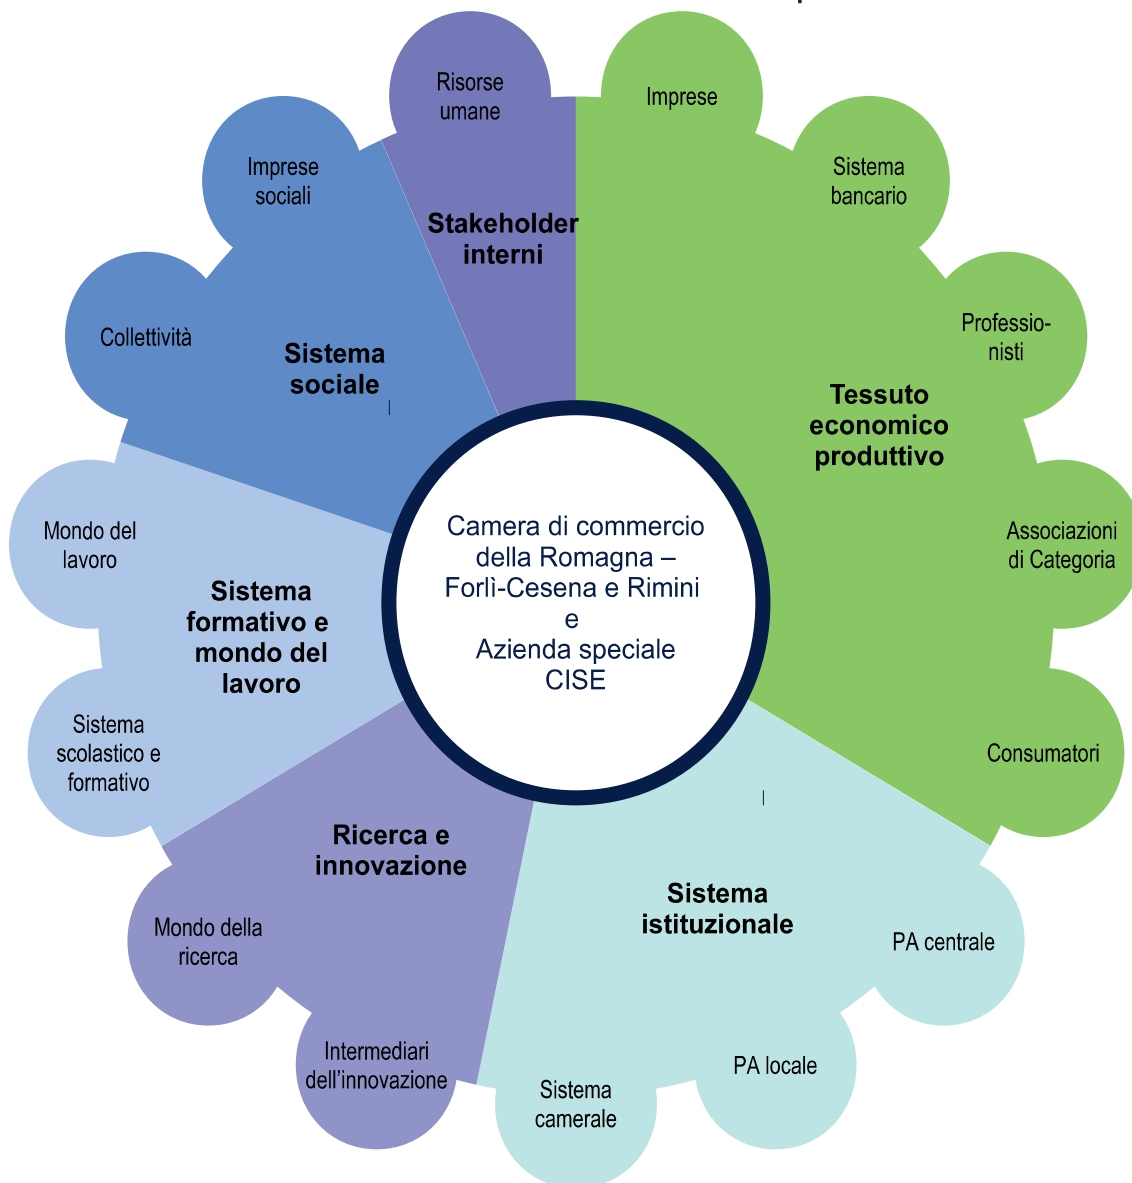 Risorse
umane
Imprese
Imprese
sociali
Sistema
bancario
Stakeholder
interni
Collettività
Professio-
nisti
Sistema
sociale
Tessuto
economico
produttivo
Mondo del
lavoro
Associazioni
di Categoria
Camera di commercio
della Romagna –
Forlì-Cesena e Rimini
e
Azienda speciale
CISE
Sistema
formativo e
mondo del
lavoro
Sistema
scolastico e
formativo
Consumatori
Ricerca e
innovazione
Sistema
istituzionale
Mondo della
ricerca
PA centrale
Intermediari
dell'innovazione
PA locale
Sistema
camerale